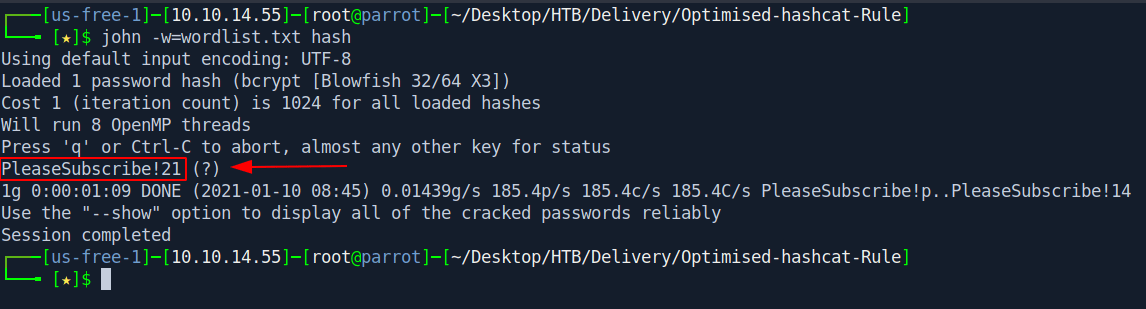 [us-free-1]─[10.10.14.55]─[root@parrot]─[~/Desktop/HTB/Delivery/Optimised-hashcat-Rule]
[★]$ john -w=wordlist.txt hash
Using default input encoding: UTF-8
Loaded 1 password hash (bcrypt [Blowfish 32/64 X3])
Cost 1 (iteration count) is 1024 for all loaded hashes
Will run 8 OpenMP threads
Press 'q' or Ctrl-C to abort, almost any other key for status
PleaseSubscribe!21 (?)
1g 0:00:01:09 DONE (2021-01-10 08:45) 0.01439g/s 185.4p/s 185.4c/s 185.4C/s PleaseSubscribe!p..PleaseSubscribe!14
Use the "--show" option to display all of the cracked passwords reliably
Session completed
[us-free-1]─[10.10.14.55]─[root@parrot]─[~/Desktop/HTB/Delivery/Optimised-hashcat-Rule]
[★]$